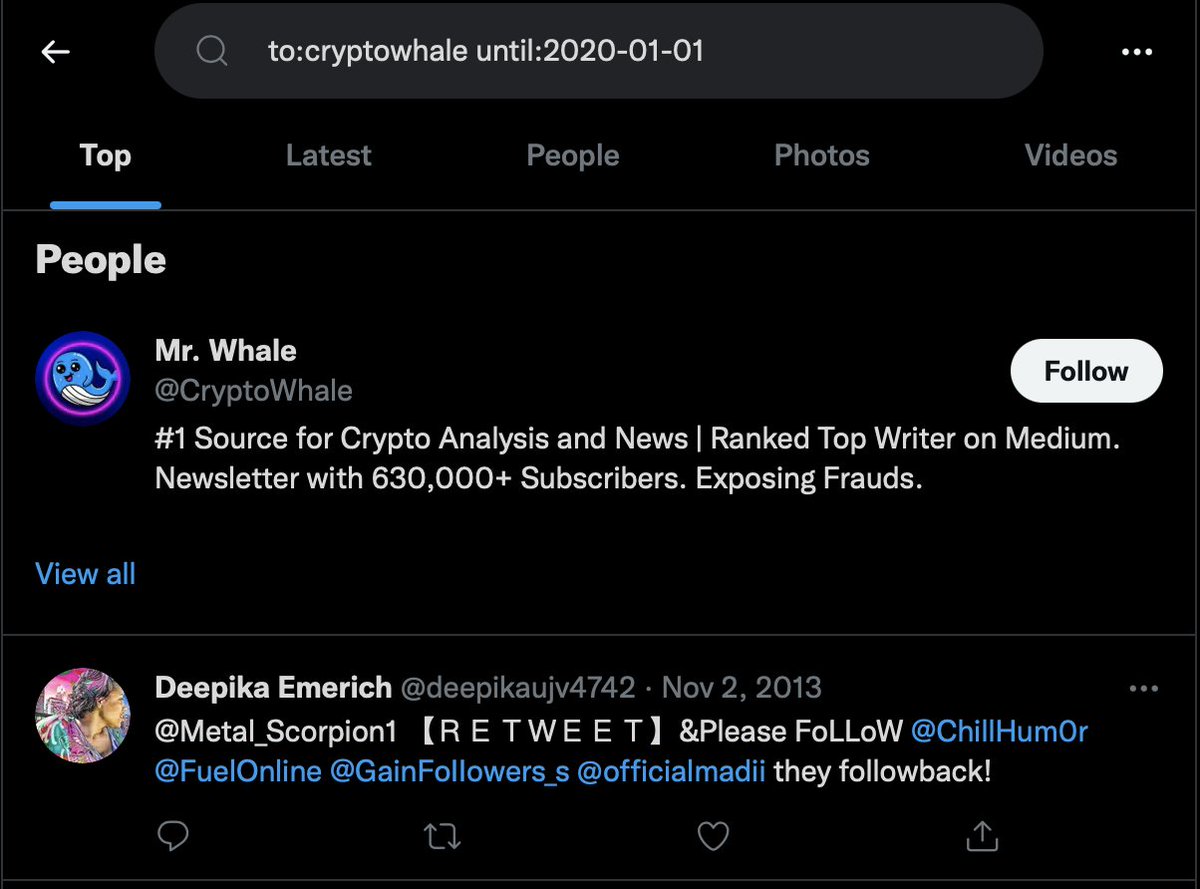 to:cryptowhale until:2020-01-01
Top Latest People Photos Videos
People
Mr. Whale
@CryptoWhale
Follow
#1 Source for Crypto Analysis and News | Ranked Top Writer on Medium.
Newsletter with 630,000+ Subscribers. Exposing Frauds.
View all
Deepika Emerich @deepikaujv4742 · Nov 2, 2013
@Metal_Scorpion1 【ＲＥＴＷＥＥＴ】&Please FoLLoW @ChillHum0r
@FuelOnline @GainFollowers_s @officialmadii they followback!